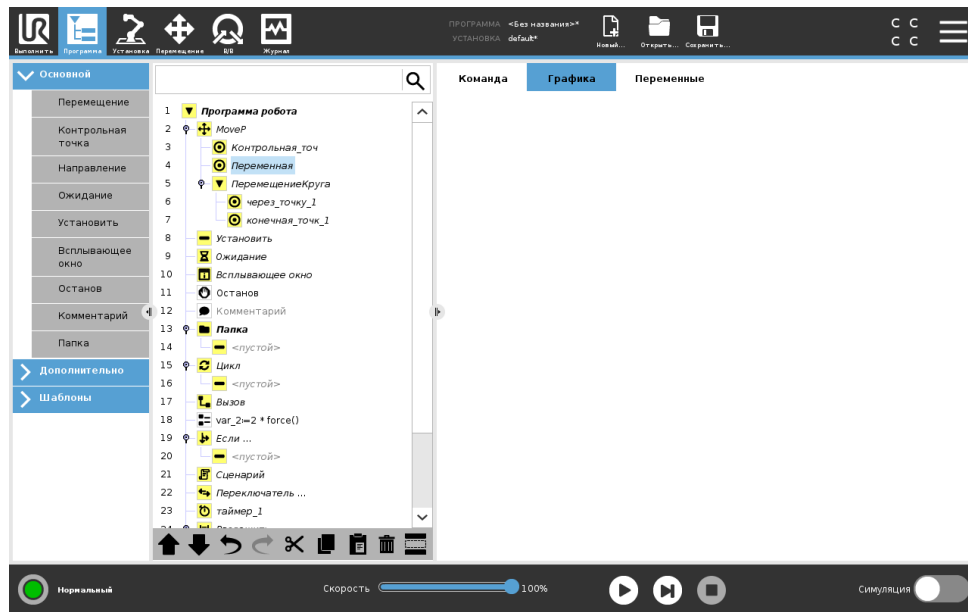 UR
ПРОГРАММА <Без названия>*
УСТАНОВКА default*
Выполнить Программа Установка Перемещение В/В Журнал
Новый... Открыть... Сохранить...
C C
C C
Основной
Перемещение
Контрольная
точка
Направление
Ожидание
Установить
Всплывающее
окно
Останов
Комментарий
Папка
Дополнительно
Шаблоны
1 Программа робота
2 MoveP
3 Контрольная_точ
4 Переменная
5 ПеремещениеКруга
6 через_точку_1
7 конечная_точк_1
8 Установить
9 Ожидание
10 Всплывающее окно
11 Останов
12 Комментарий
13 Папка
14 <пустой>
15 Цикл
16 <пустой>
17 Вызов
18 var_2≔2 * force()
19 Если ...
20 <пустой>
21 Сценарий
22 Переключатель ...
23 таймер_1
Команда Графика Переменные
Нормальный
Скорость 100%
Симуляция